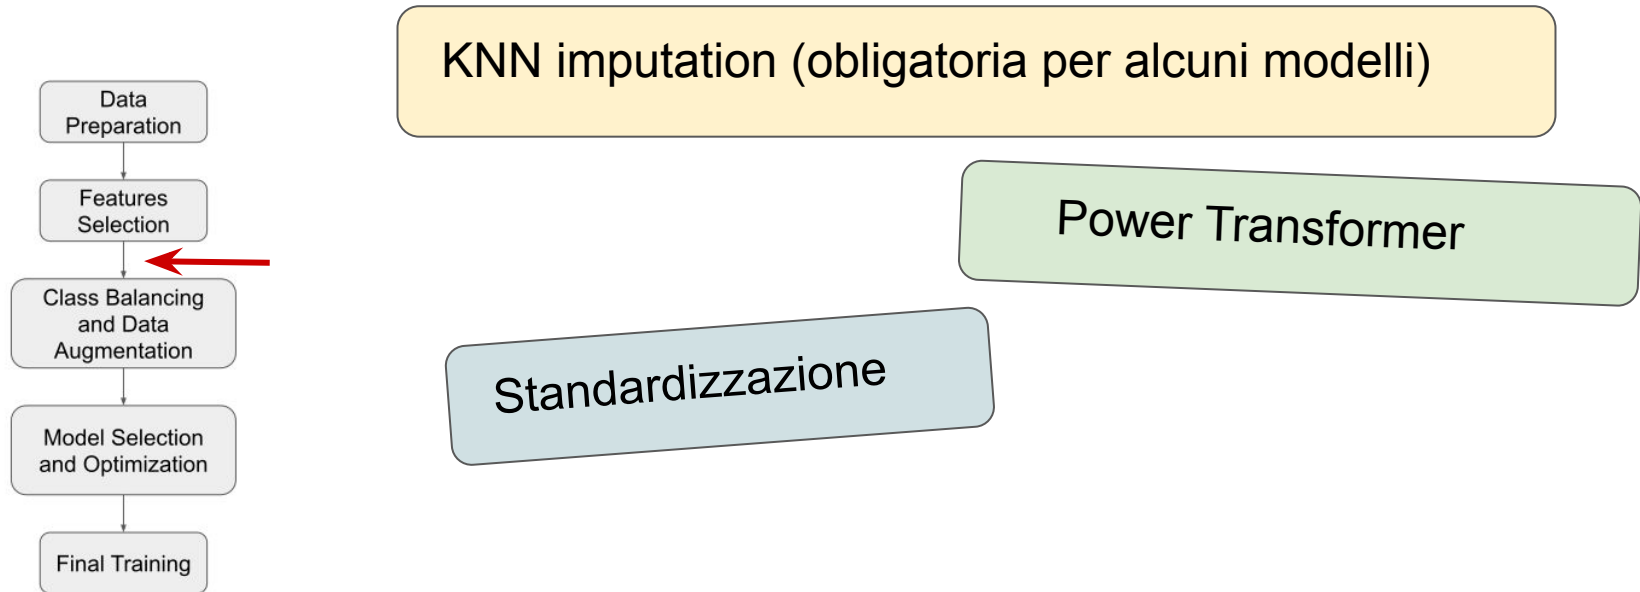 KNN imputation (obligatoria per alcuni modelli)
Data
Preparation
Features
Selection
Class Balancing
and Data
Augmentation
Model Selection
and Optimization
Final Training
Power Transformer
Standardizzazione